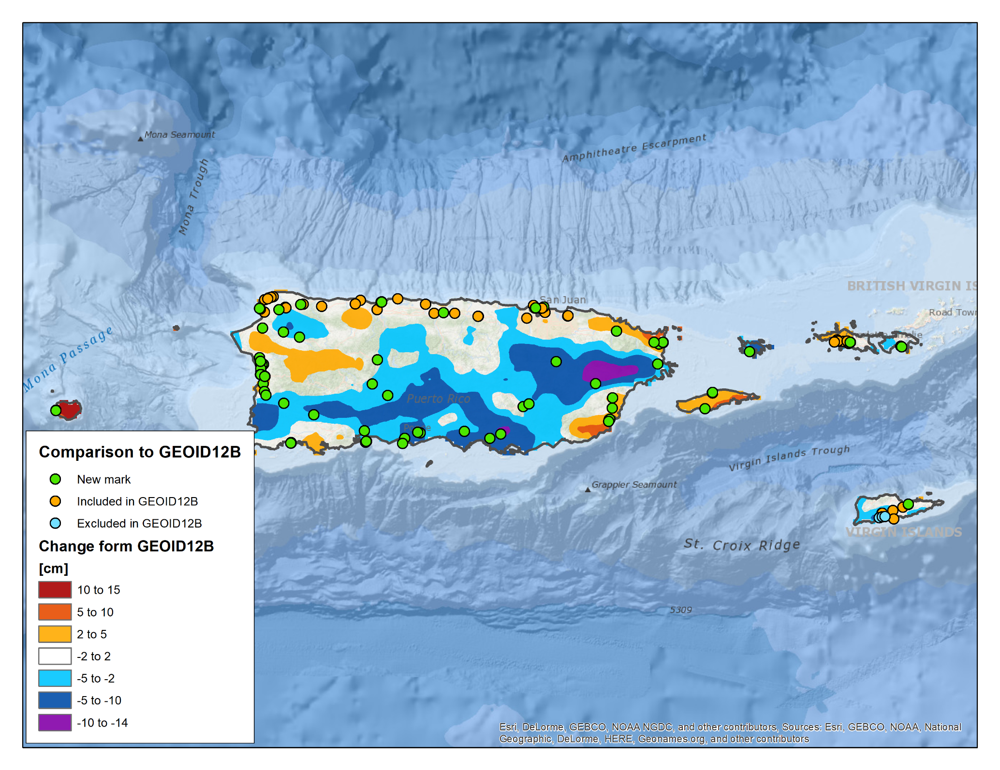 Mona Seamount
Amphitheatre Escarpment
Mona Trough
BRITISH VIRGIN IS
San Juan
Road Town
Mona Passage
Puerto Rico
Ponce
Virgin Islands Trough
Grappler Seamount
VIRGIN ISLANDS
St. Croix Ridge
5309
Comparison to GEOID12B
New mark
Included in GEOID12B
Excluded in GEOID12B
Change form GEOID12B
[cm]
10 to 15
5 to 10
2 to 5
-2 to 2
-5 to -2
-5 to -10
-10 to -14
Esri, DeLorme, GEBCO, NOAA NGDC, and other contributors, Sources: Esri, GEBCO, NOAA, National
Geographic, DeLorme, HERE, Geonames.org, and other contributors